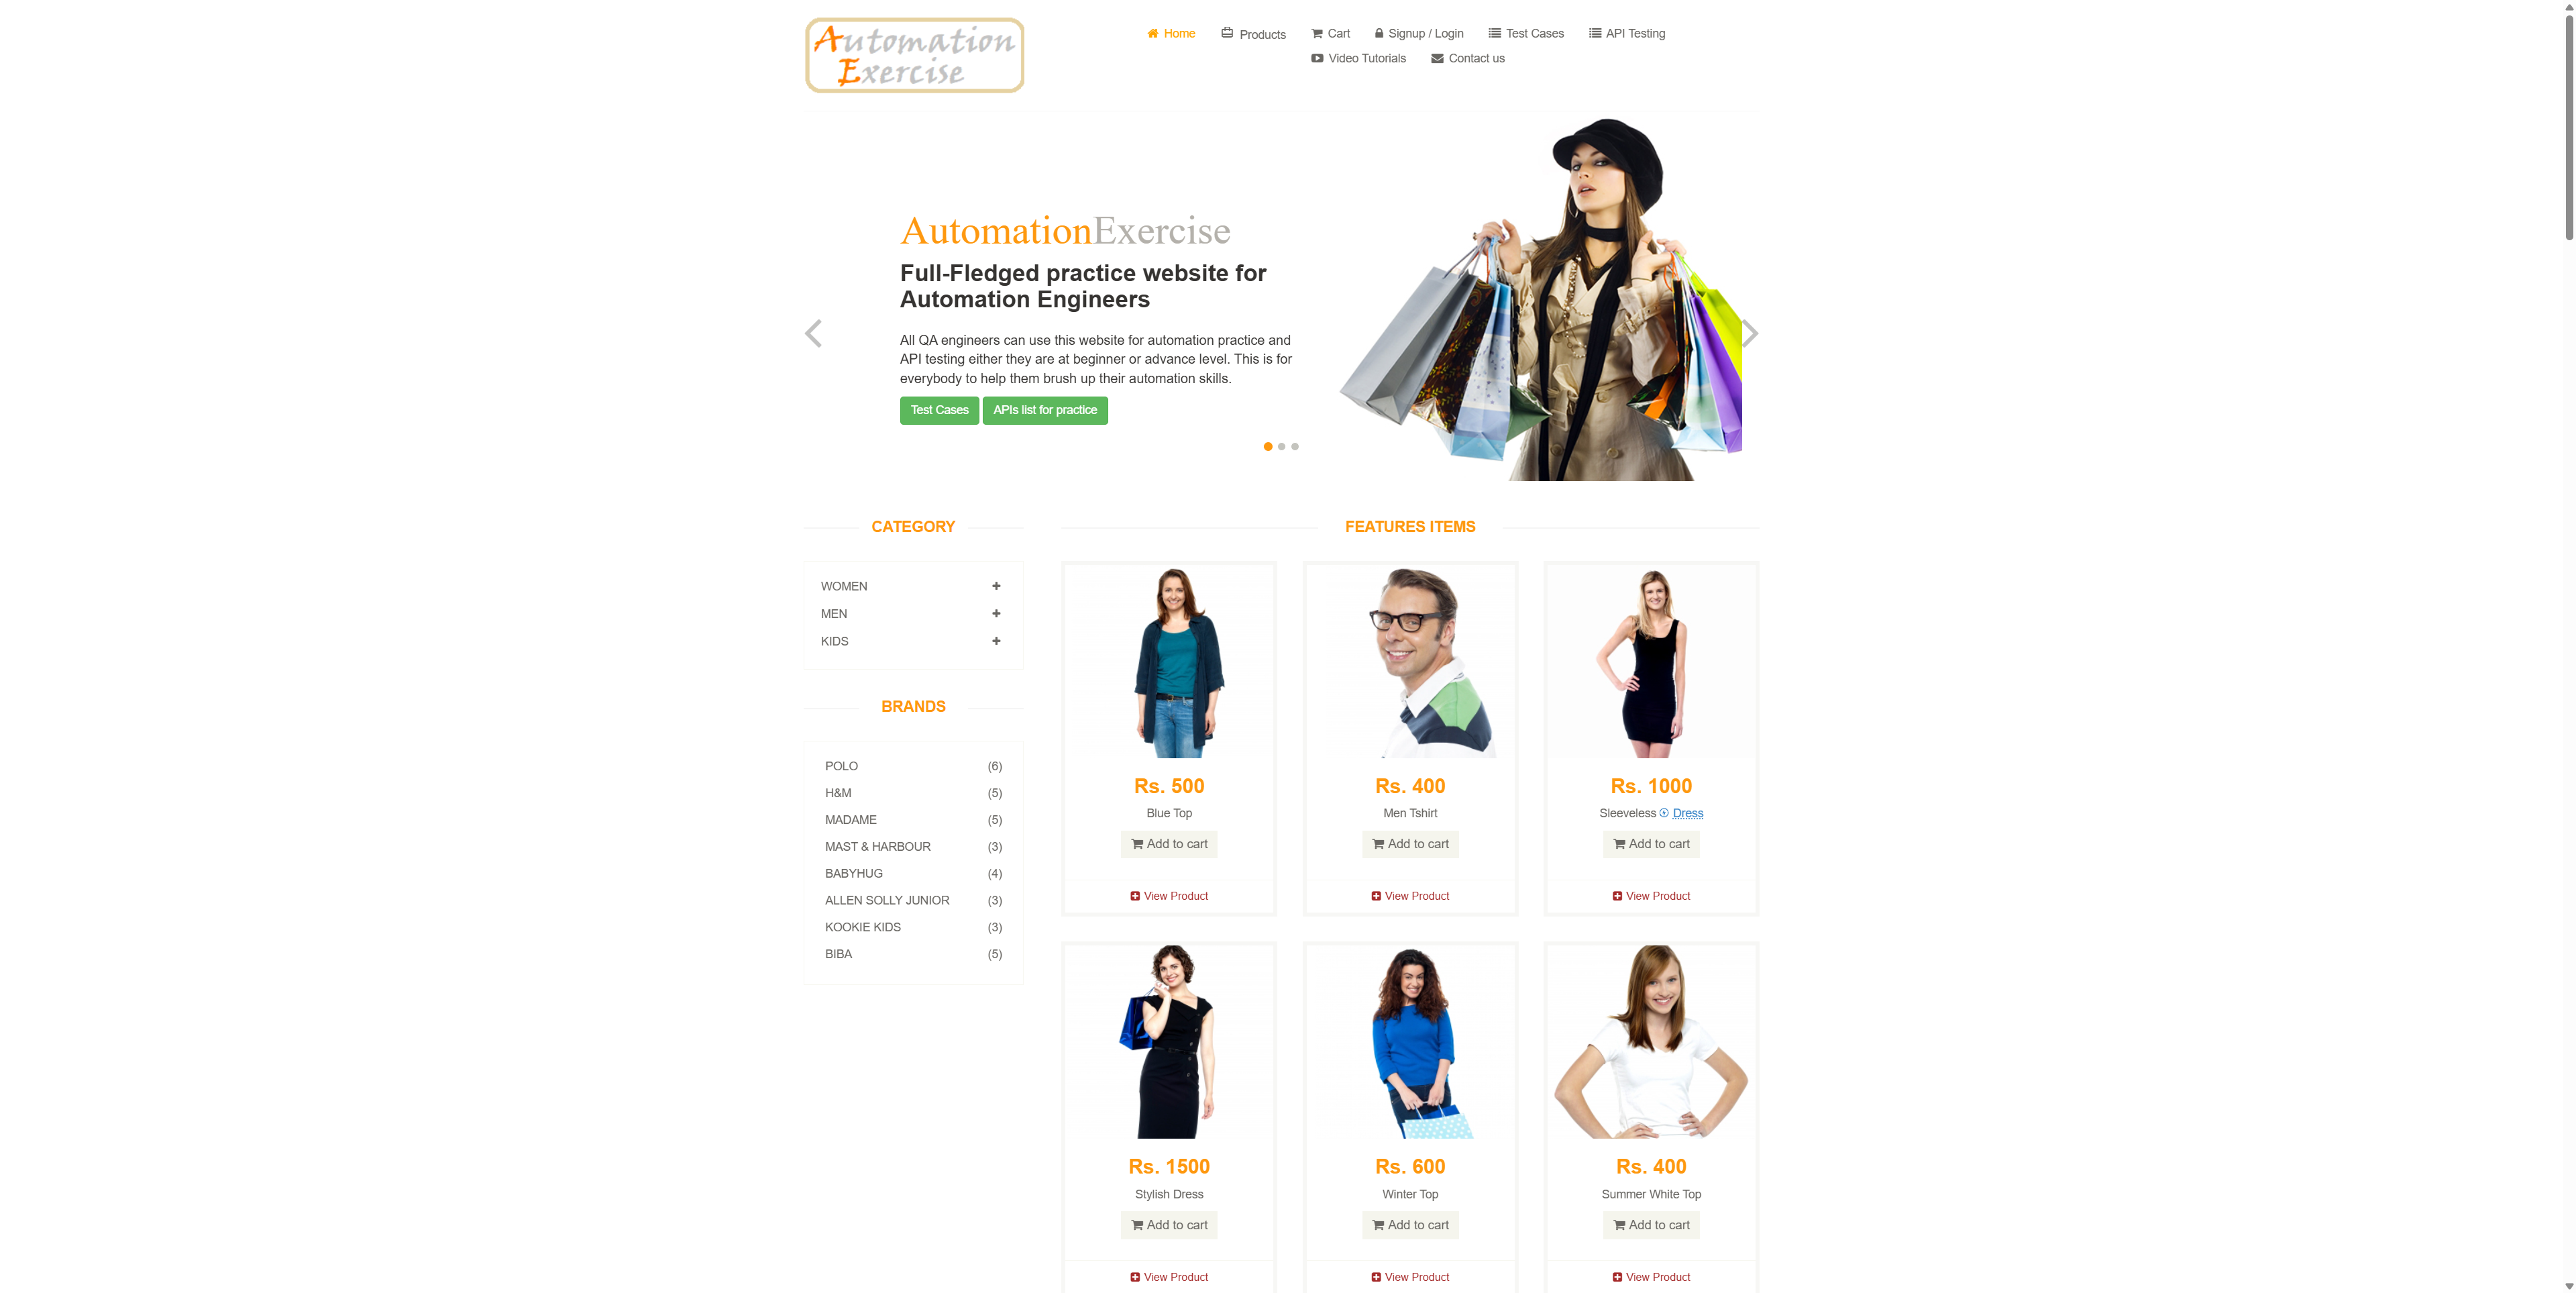 Automation
Exercise
Home
Products
Cart
Signup / Login
Test Cases
API Testing
Video Tutorials
Contact us
AutomationExercise
Full-Fledged practice website for
Automation Engineers
All QA engineers can use this website for automation practice and
API testing either they are at beginner or advance level. This is for
everybody to help them brush up their automation skills.
Test Cases
APIs list for practice
CATEGORY
WOMEN
MEN
KIDS
BRANDS
POLO (6)
H&M (5)
MADAME (5)
MAST & HARBOUR (3)
BABYHUG (4)
ALLEN SOLLY JUNIOR (3)
KOOKIE KIDS (3)
BIBA (5)
FEATURES ITEMS
Rs. 500
Blue Top
Add to cart
View Product
Rs. 400
Men Tshirt
Add to cart
View Product
Rs. 1000
Sleeveless Dress
Add to cart
View Product
Rs. 1500
Stylish Dress
Add to cart
View Product
Rs. 600
Winter Top
Add to cart
View Product
Rs. 400
Summer White Top
Add to cart
View Product